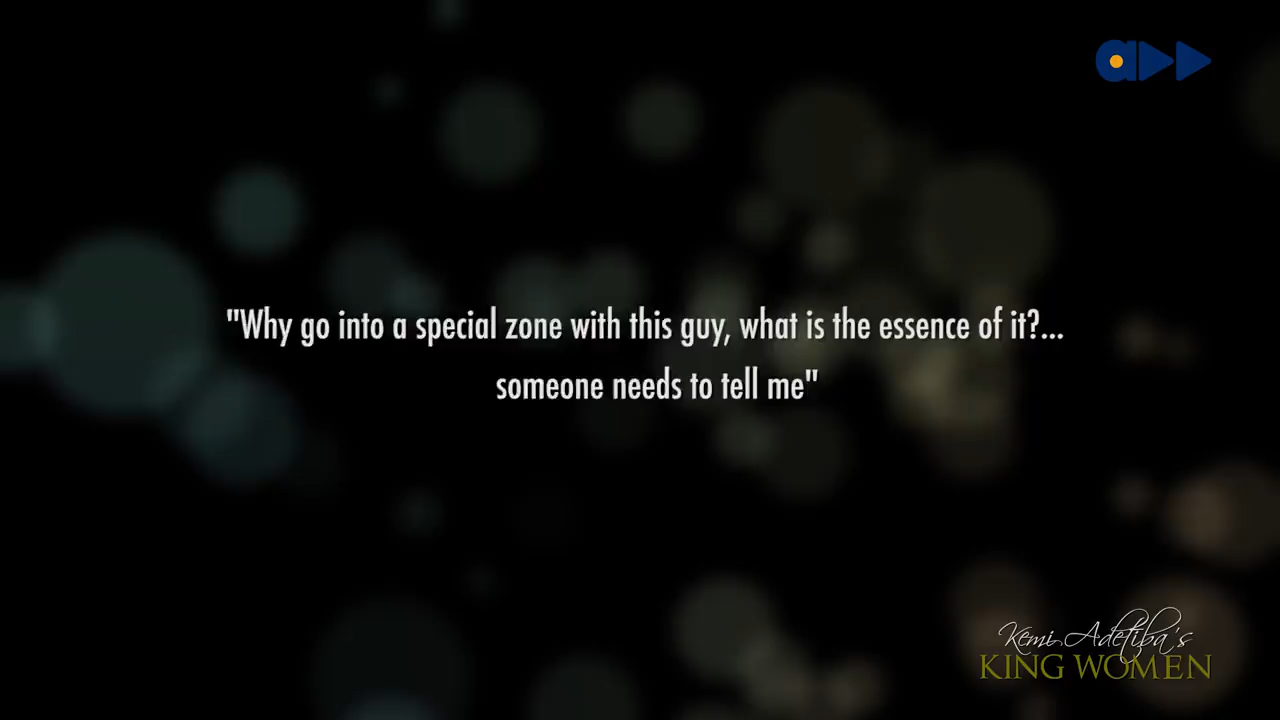 "Why go into a special zone with this guy, what is the essence of it?...
someone needs to tell me"
Kemi Adetiba's
KING WOMEN